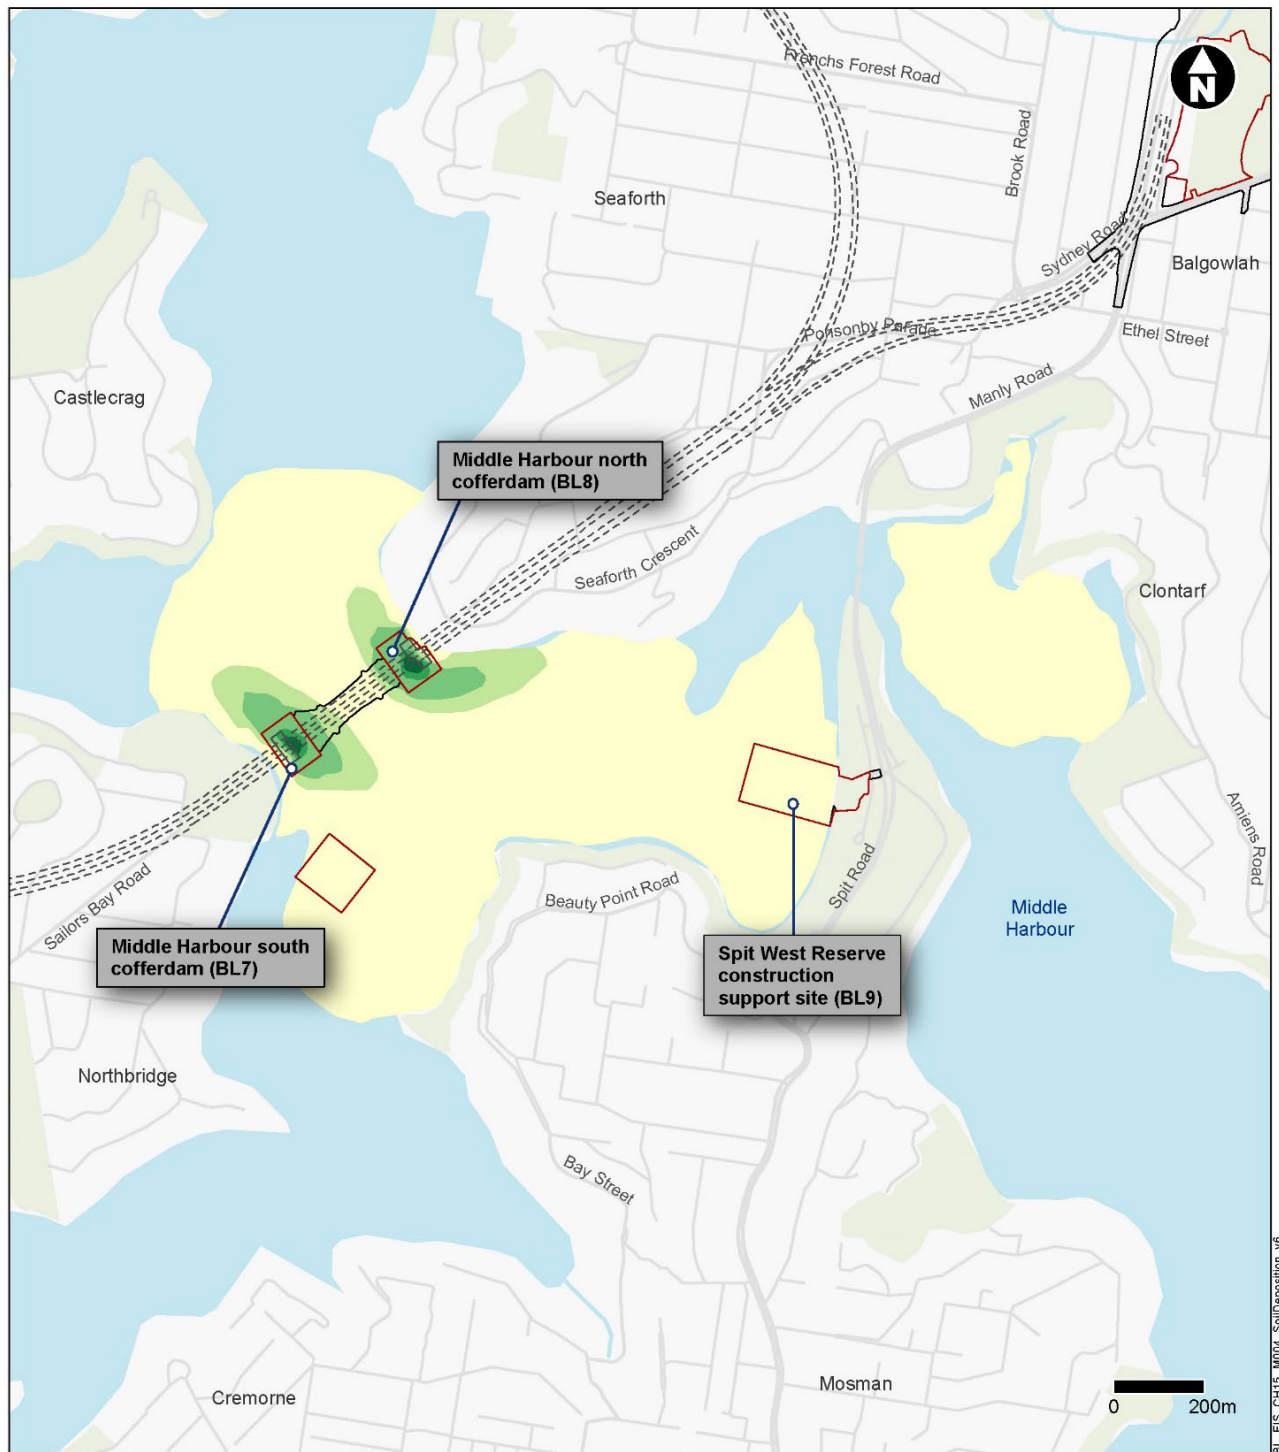 Frenchs Forest Road
N
Brook Road
Seaforth
Sydney Road
Balgowlah
Ponsonby Parade
Ethel Street
Manly Road
Castlecrag
Middle Harbour north
cofferdam (BL8)
Seaforth Crescent
Clontarf
Amiens Road
Sailors Bay Road
Beauty Point Road
Spit Road
Middle
Harbour
Middle Harbour south
cofferdam (BL7)
Spit West Reserve
construction
support site (BL9)
Northbridge
Bay Street
Mosman
Cremorne
0 200m
BL_EIS_CH15_M004_SoilDeposition_v6